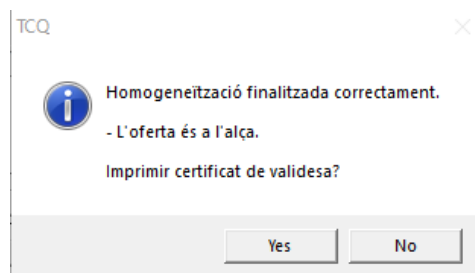 TCQ
Homogeneïtzació finalitzada correctament.
- L'oferta és a l'alça.
Imprimir certificat de validesa?
Yes
No